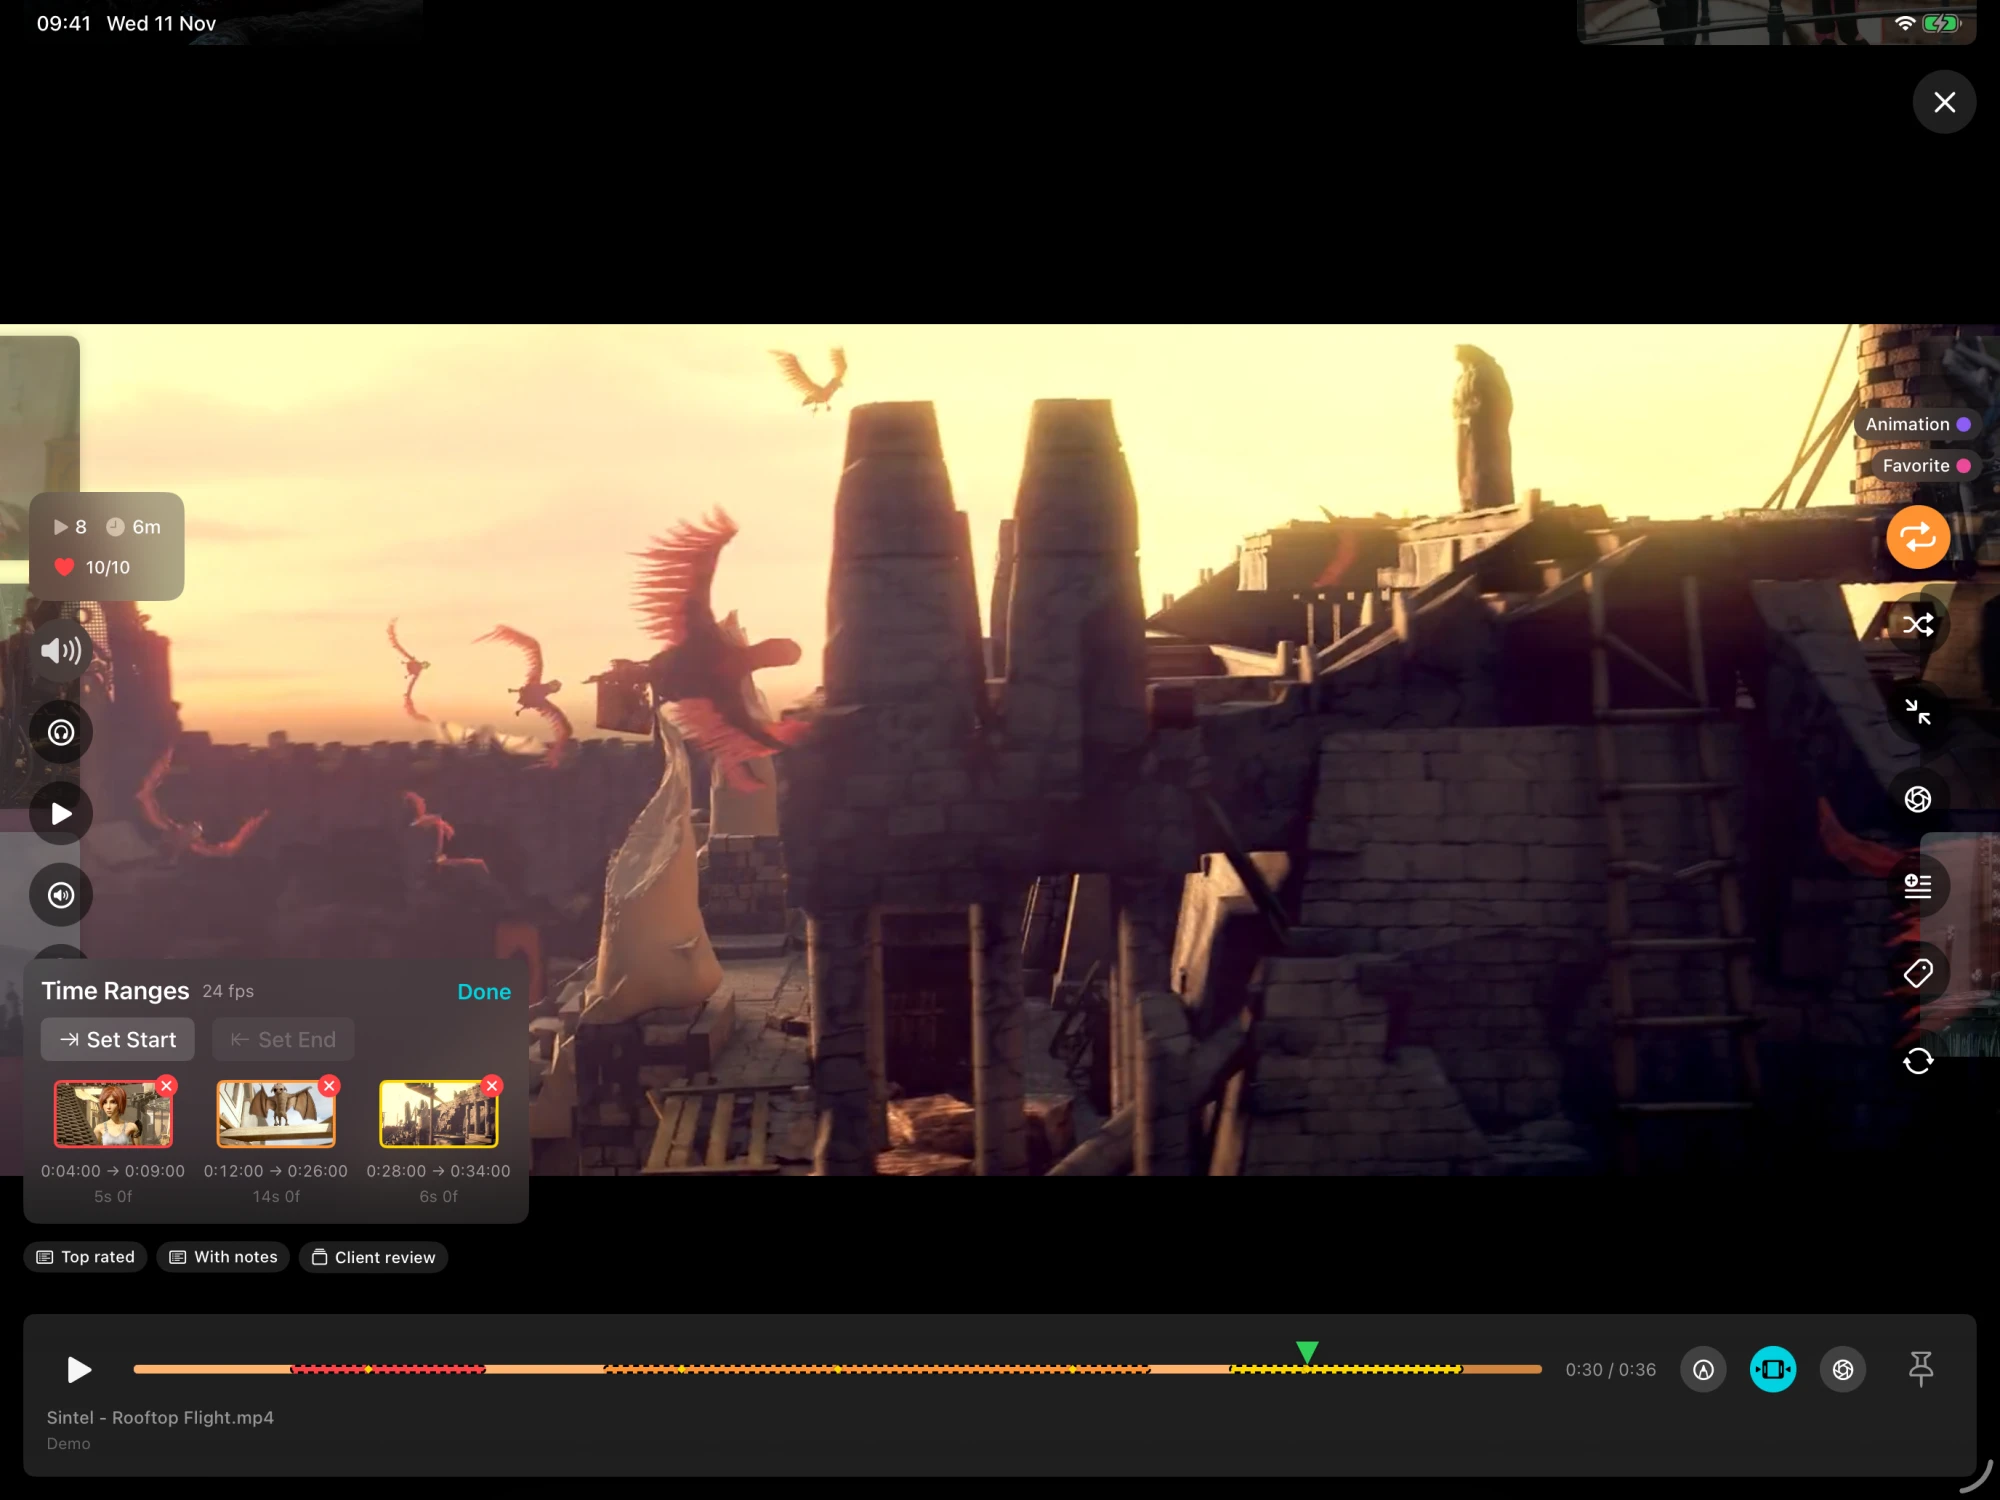 09:41 Wed 11 Nov
Animation
Favorite
8 6m
10/10
Time Ranges 24 fps Done
Set Start Set End
0:04:00 → 0:09:00 0:12:00 → 0:26:00 0:28:00 → 0:34:00
5s 0f 14s 0f 6s 0f
Top rated With notes Client review
0:30 / 0:36
Sintel - Rooftop Flight.mp4
Demo